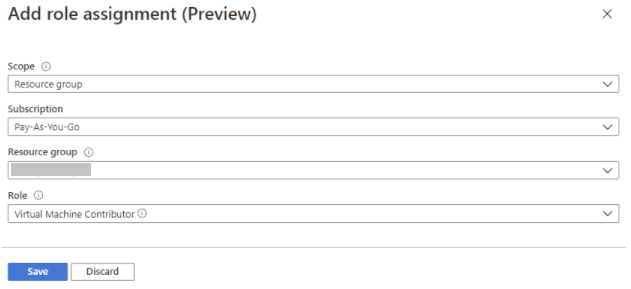 Add role assignment (Preview)
Scope
Resource group
Subscription
Pay-As-You-Go
Resource group
Role
Virtual Machine Contributor
Save Discard